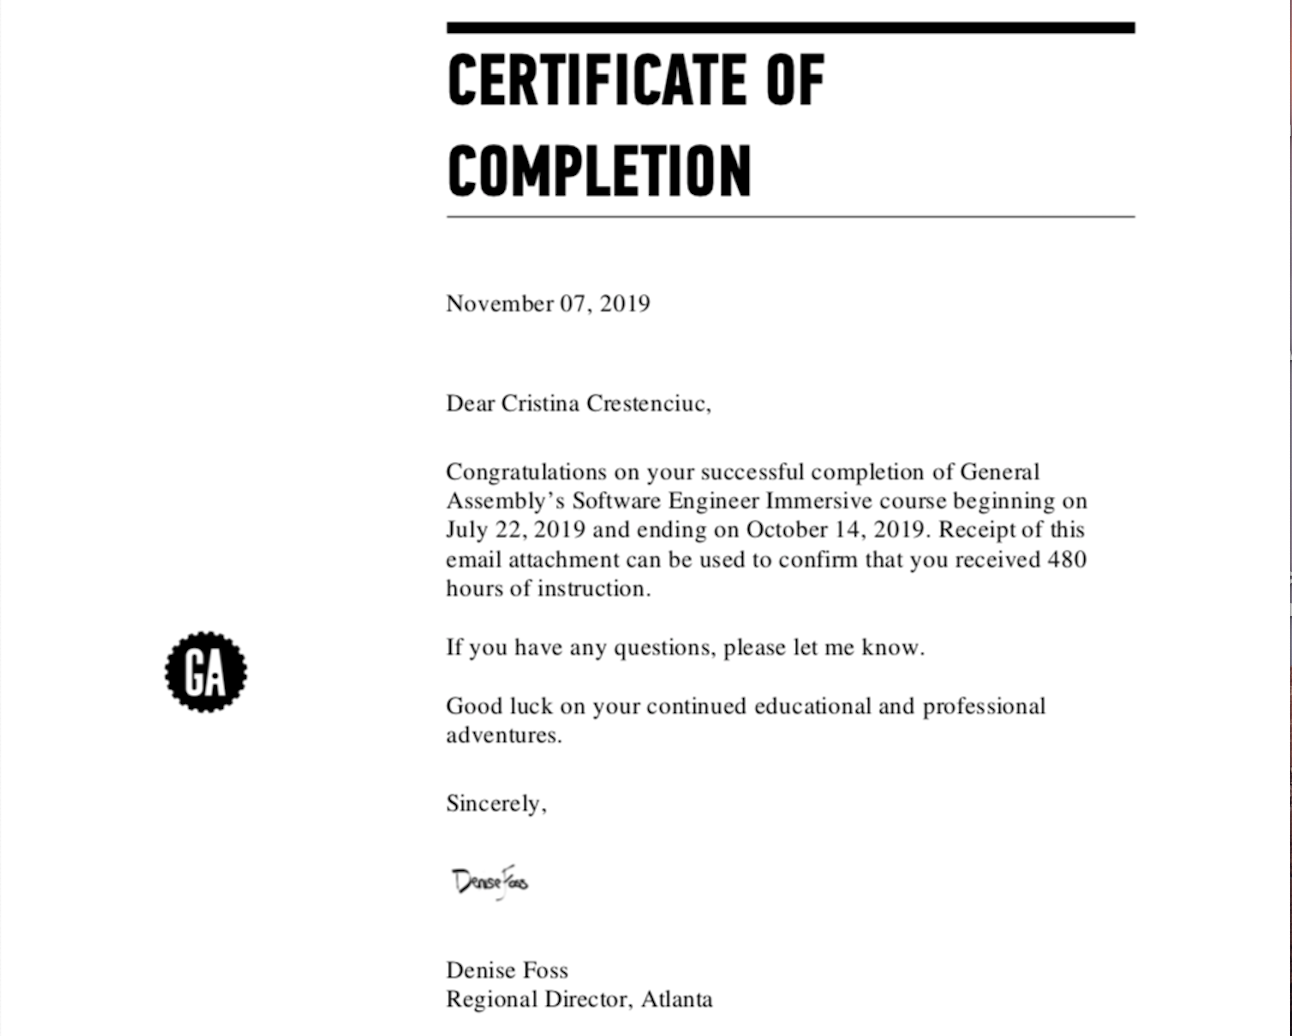 CERTIFICATE OF
COMPLETION
November 07, 2019
Dear Cristina Crestenciuc,
Congratulations on your successful completion of General
Assembly’s Software Engineer Immersive course beginning on
July 22, 2019 and ending on October 14, 2019. Receipt of this
email attachment can be used to confirm that you received 480
hours of instruction.
If you have any questions, please let me know.
GA
Good luck on your continued educational and professional
adventures.
Sincerely,
Denise Foss
Denise Foss
Regional Director, Atlanta